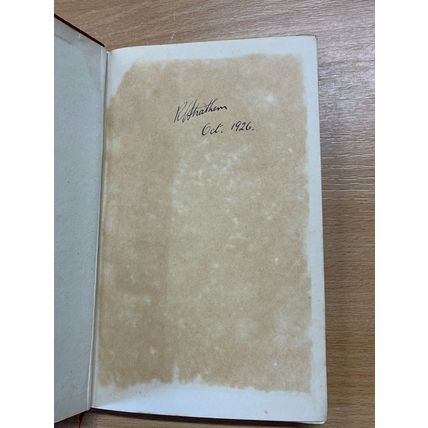 R Strathern
Oct. 1926.